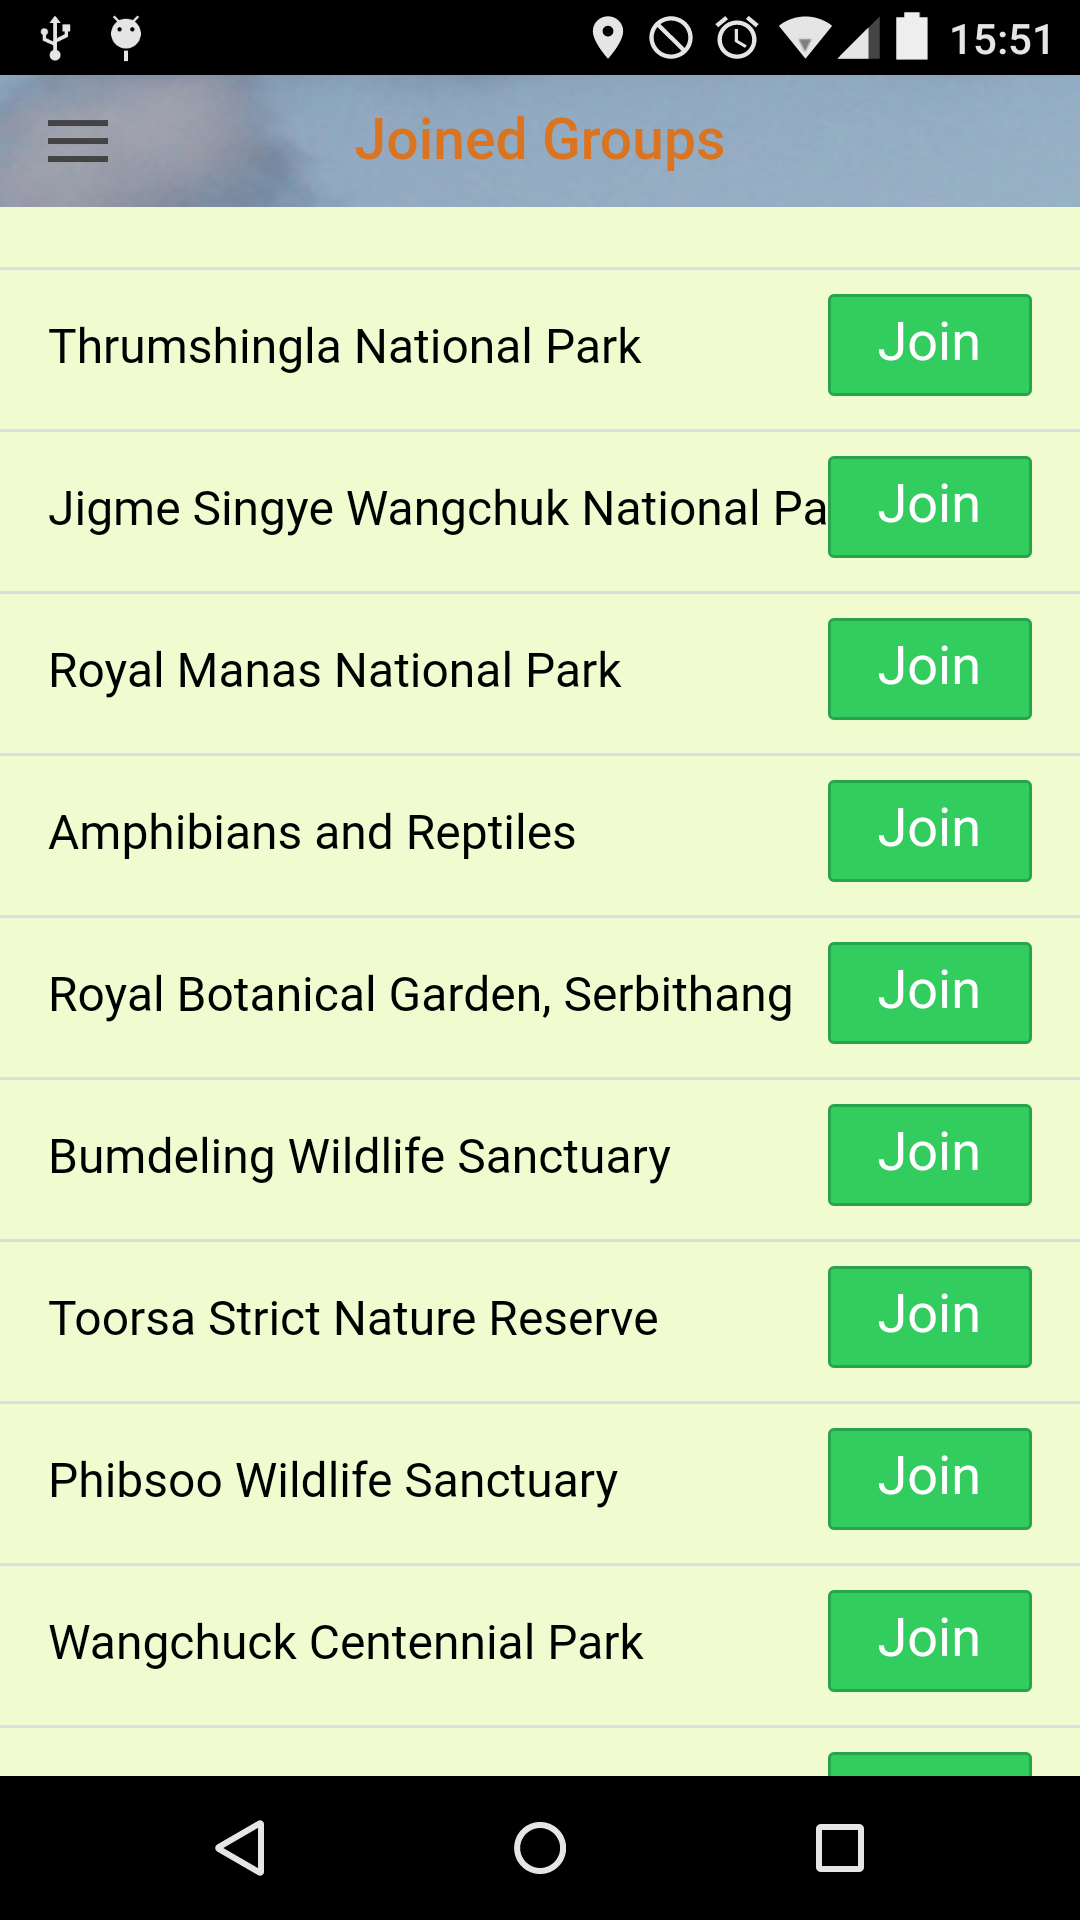 15:51
Joined Groups
Thrumshingla National Park Join
Jigme Singye Wangchuk National Pa Join
Royal Manas National Park Join
Amphibians and Reptiles Join
Royal Botanical Garden, Serbithang Join
Bumdeling Wildlife Sanctuary Join
Toorsa Strict Nature Reserve Join
Phibsoo Wildlife Sanctuary Join
Wangchuck Centennial Park Join